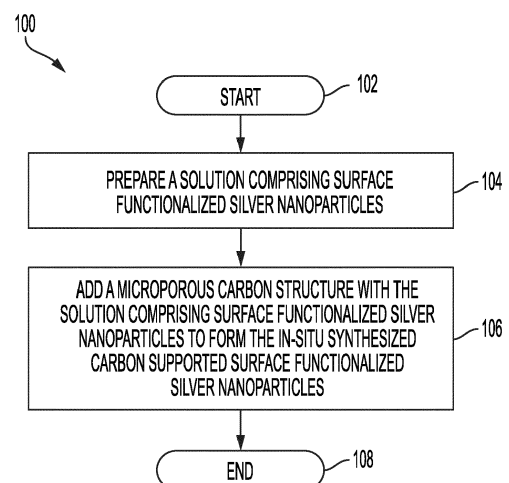 100
START
102
PREPARE A SOLUTION COMPRISING SURFACE
FUNCTIONALIZED SILVER NANOPARTICLES
104
ADD A MICROPOROUS CARBON STRUCTURE WITH THE
SOLUTION COMPRISING SURFACE FUNCTIONALIZED SILVER
NANOPARTICLES TO FORM THE IN-SITU SYNTHESIZED
CARBON SUPPORTED SURFACE FUNCTIONALIZED
SILVER NANOPARTICLES
106
END
108